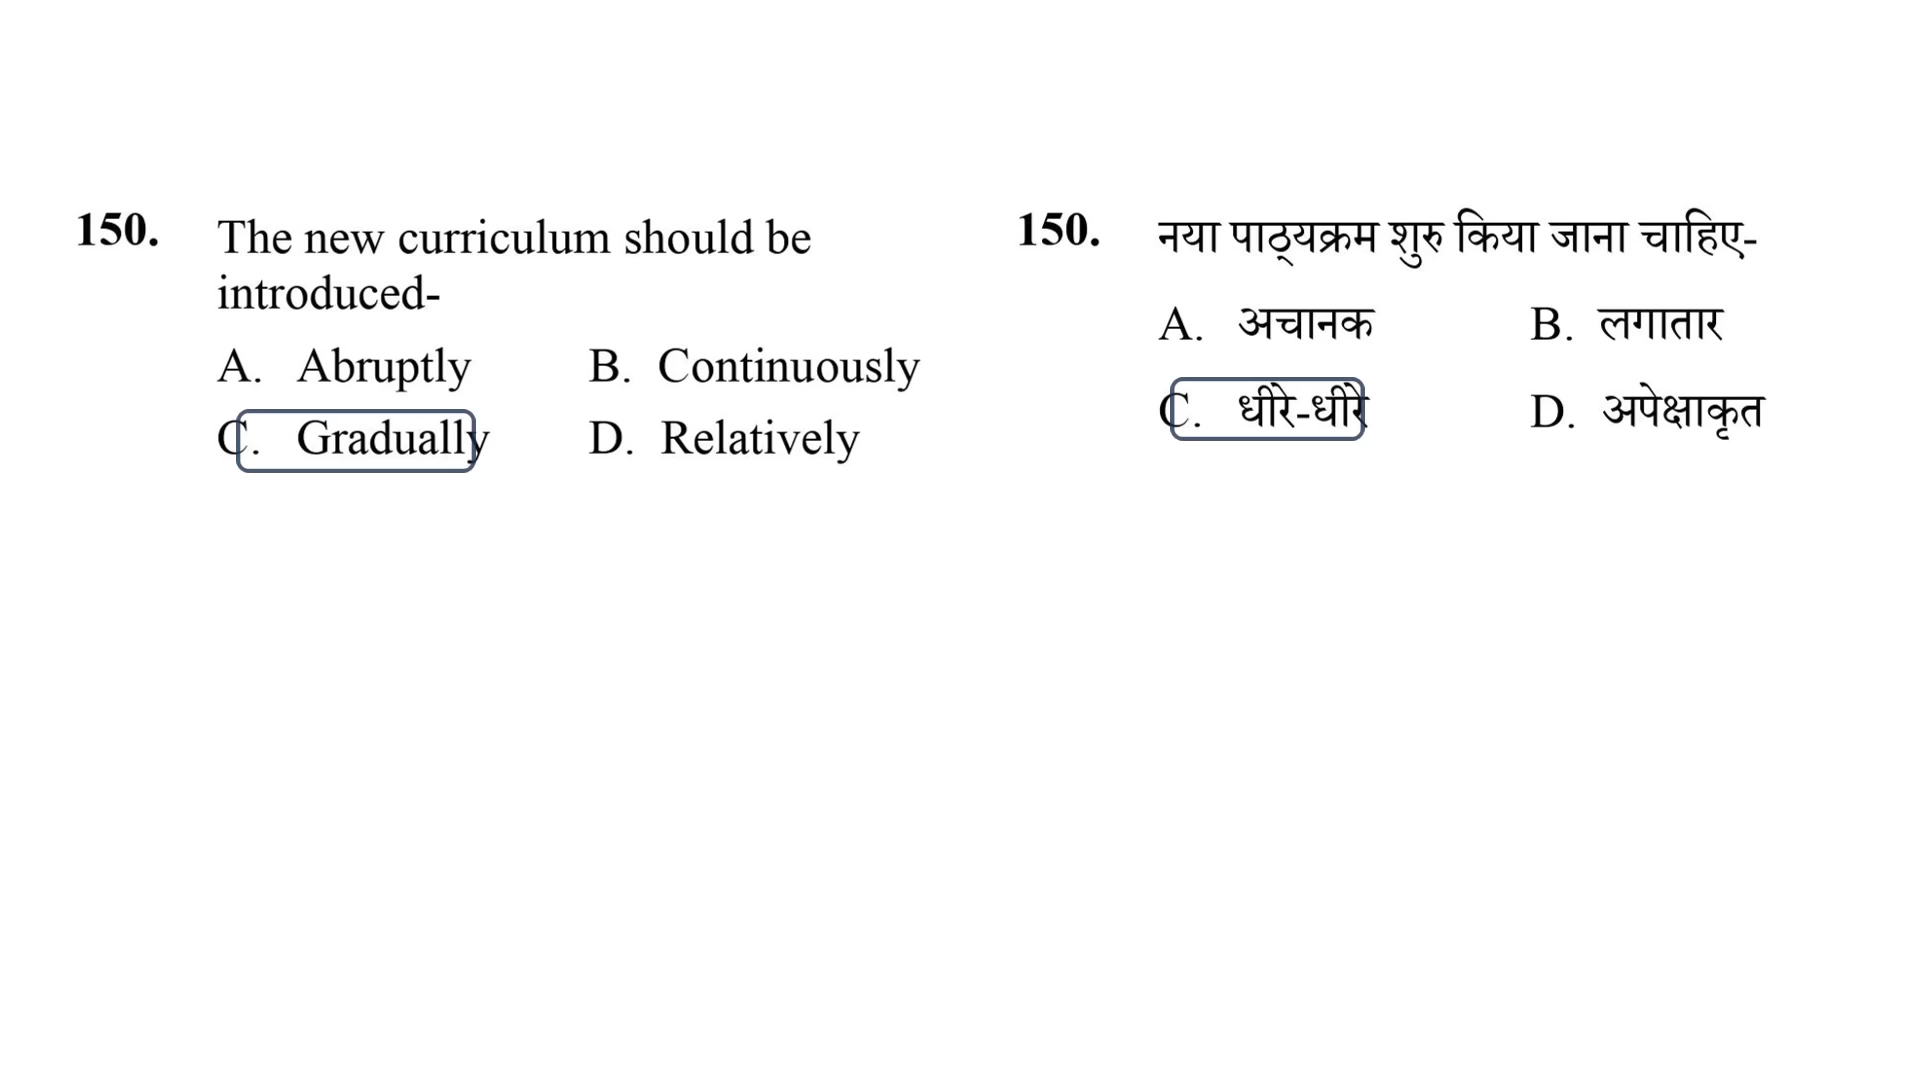 150. The new curriculum should be
introduced-
A. Abruptly B. Continuously
C. Gradually D. Relatively
150. नया पाठ्यक्रम शुरु किया जाना चाहिए-
A. अचानक B. लगातार
C. धीरे-धीरे D. अपेक्षाकृत